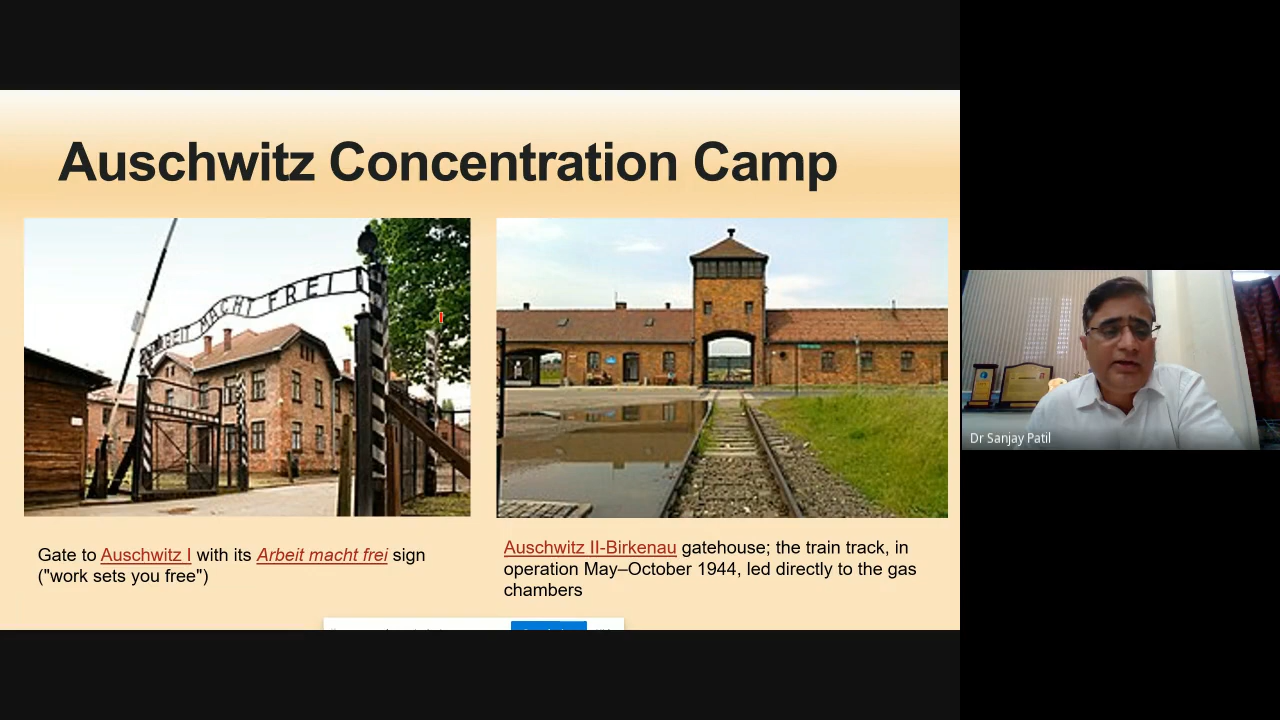 Auschwitz Concentration Camp
ARBEIT MACHT FREI
Gate to Auschwitz I with its Arbeit macht frei sign
("work sets you free")
Auschwitz II-Birkenau gatehouse; the train track, in
operation May–October 1944, led directly to the gas
chambers
Dr Sanjay Patil